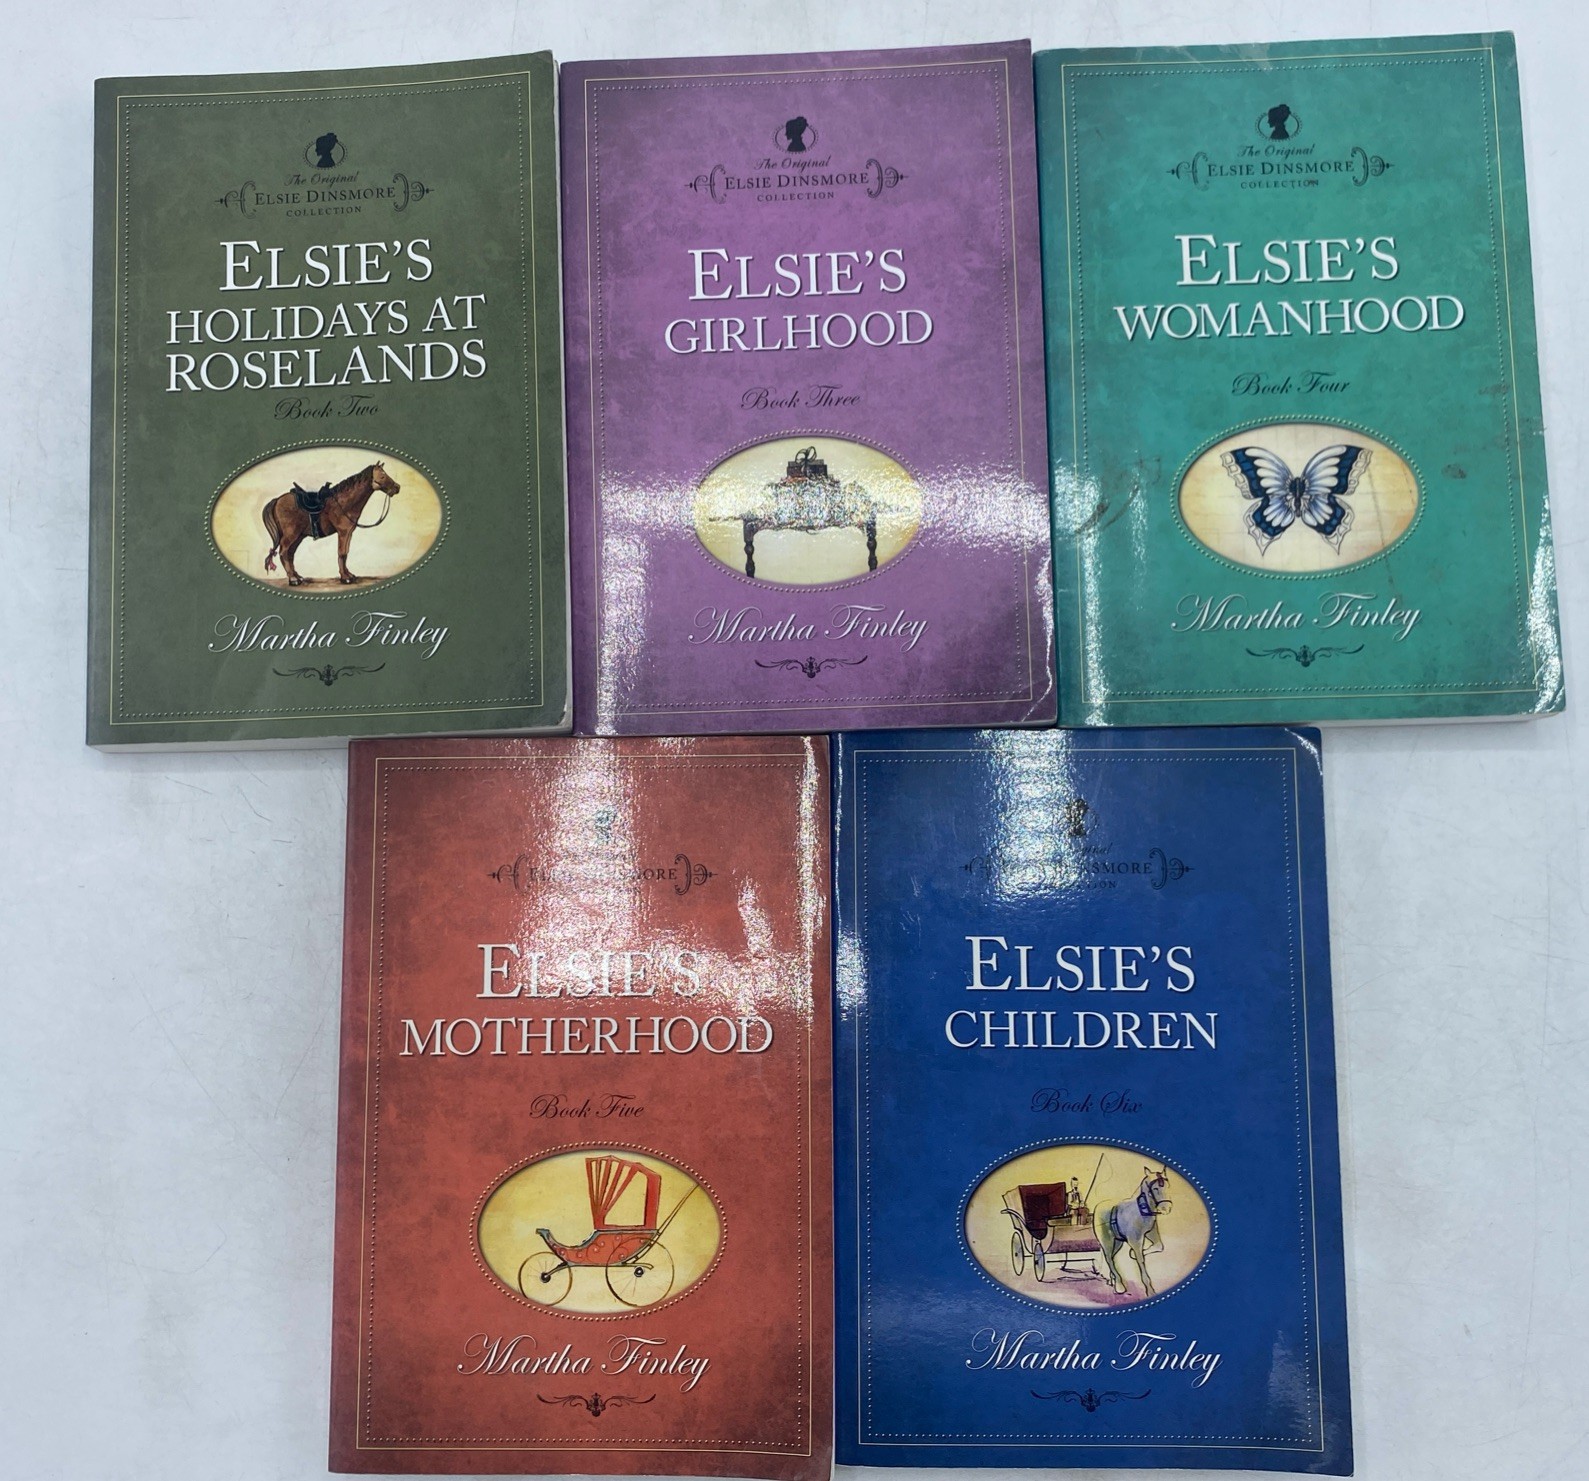 The Original
ELSIE DINSMORE
COLLECTION
ELSIE'S
HOLIDAYS AT
ROSELANDS
Book Two
Martha Finley
The Original
ELSIE DINSMORE
COLLECTION
ELSIE'S
GIRLHOOD
Book Three
Martha Finley
The Original
ELSIE DINSMORE
COLLECTION
ELSIE'S
WOMANHOOD
Book Four
Martha Finley
ELSIE'S
MOTHERHOOD
Book Five
Martha Finley
ELSIE'S
CHILDREN
Book Six
Martha Finley